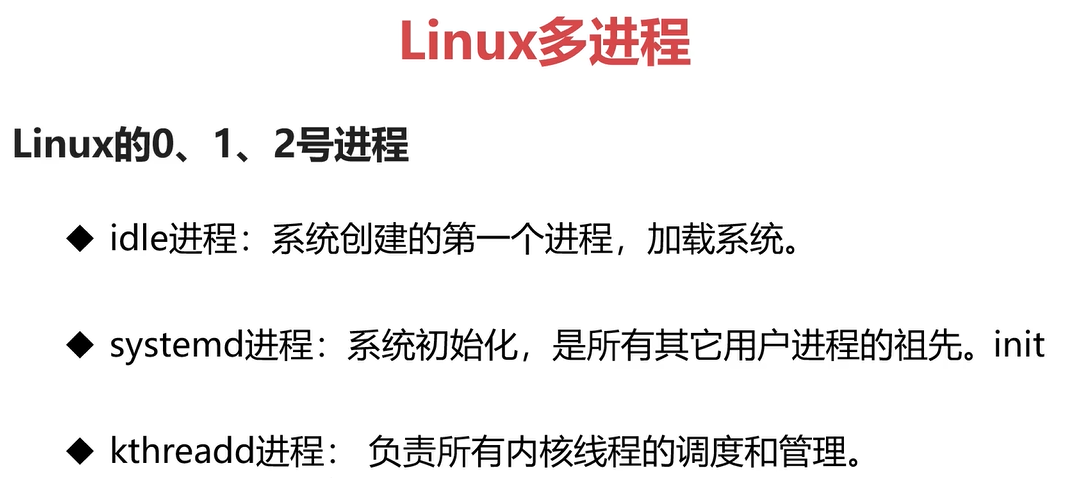 Linux多进程
Linux的0、1、2号进程
◆ idle进程：系统创建的第一个进程，加载系统。
◆ systemd进程：系统初始化，是所有其它用户进程的祖先。init
◆ kthreadd进程： 负责所有内核线程的调度和管理。